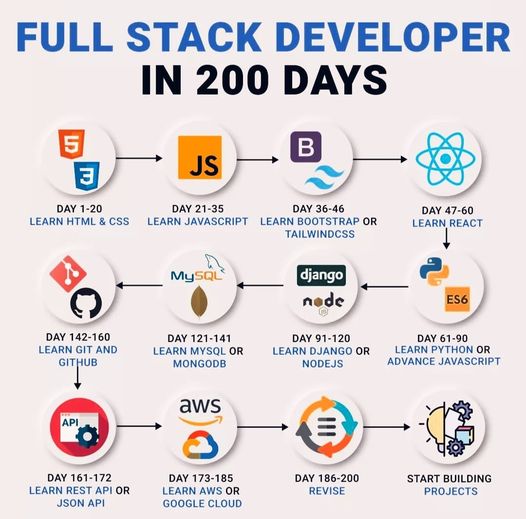 FULL STACK DEVELOPER
IN 200 DAYS
5
3
JS
B
DAY 1-20
LEARN HTML & CSS
DAY 21-35
LEARN JAVASCRIPT
DAY 36-46
LEARN BOOTSTRAP OR
TAILWINDCSS
DAY 47-60
LEARN REACT
ES6
django
node
JS
MySQL
DAY 61-90
LEARN PYTHON OR
ADVANCE JAVASCRIPT
DAY 91-120
LEARN DJANGO OR
NODEJS
DAY 121-141
LEARN MYSQL OR
MONGODB
DAY 142-160
LEARN GIT AND
GITHUB
API
aws
DAY 161-172
LEARN REST API OR
JSON API
DAY 173-185
LEARN AWS OR
GOOGLE CLOUD
DAY 186-200
REVISE
START BUILDING
PROJECTS